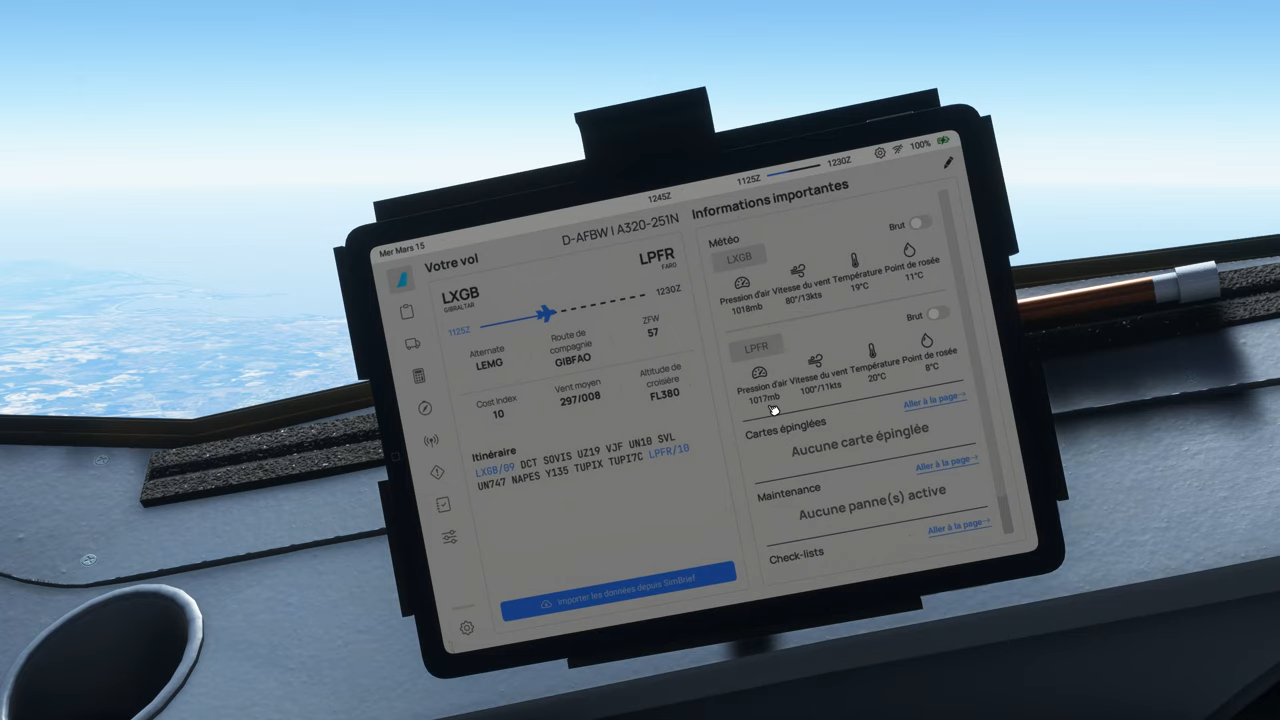 Mer Mars 15
1245Z
1125Z
1230Z
100%
Votre vol
D-AFBW | A320-251N
LXGB
GIBRALTAR
LPFR
FARO
1125Z
1230Z
Alternate
LEMG
Route de
compagnie
GIBFAO
ZFW
57
Cost Index
10
Vent moyen
297/008
Altitude de
croisière
FL380
Itinéraire
LXGB/09 DCT SOVIS UZ19 VJF UN10 SVL
UN747 NAPES Y135 TUPIX TUPI7C LPFR/10
Importer les données depuis SimBrief
Informations importantes
Météo
Brut
LXGB
Pression d'air Vitesse du vent Température Point de rosée
1018mb 80°/13kts 19°C 11°C
Brut
LPFR
Pression d'air Vitesse du vent Température Point de rosée
1017mb 100°/11kts 20°C 8°C
Cartes épinglées
Aller à la page
Aucune carte épinglée
Maintenance
Aller à la page
Aucune panne(s) active
Check-lists
Aller à la page